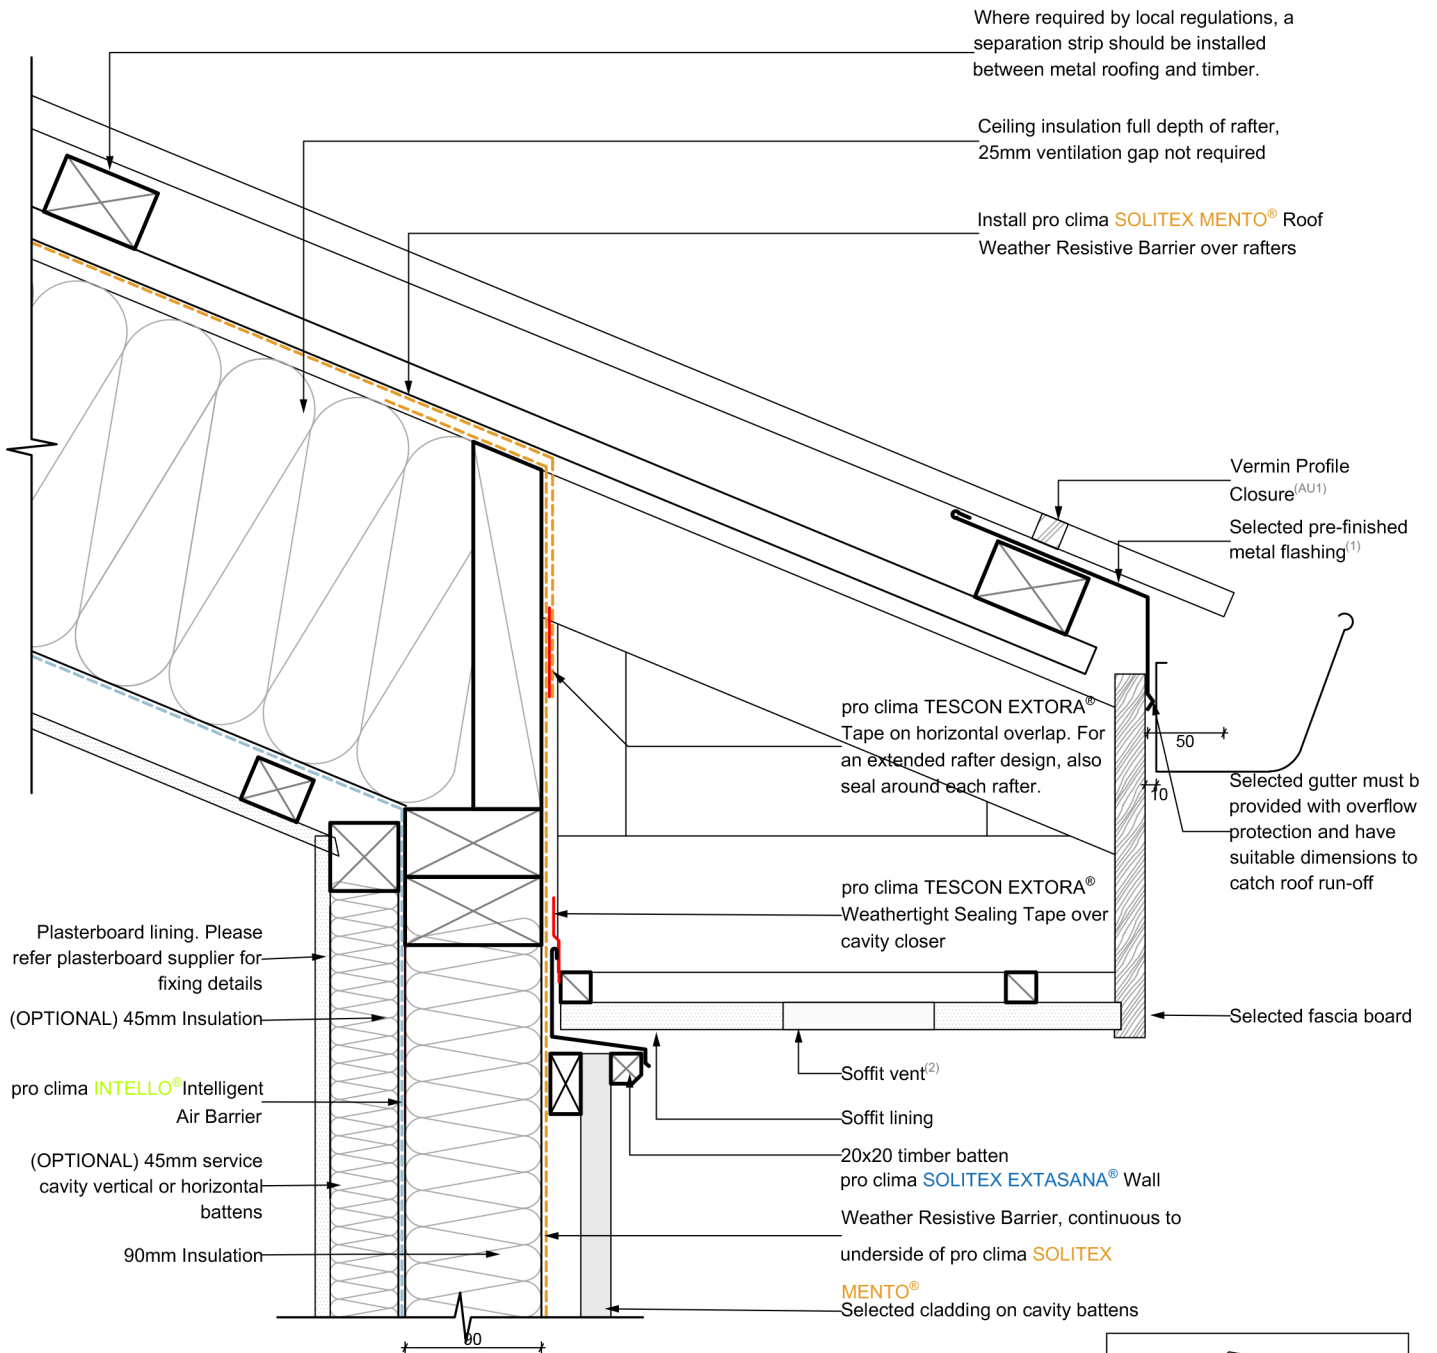 Where required by local regulations, a
separation strip should be installed
between metal roofing and timber.
Ceiling insulation full depth of rafter,
25mm ventilation gap not required
Install pro clima SOLITEX MENTO® Roof
Weather Resistive Barrier over rafters
Vermin Profile
Closure(AU1)
Selected pre-finished
metal flashing(1)
pro clima TESCON EXTORA®
Tape on horizontal overlap. For
an extended rafter design, also
seal around each rafter.
50
10
Selected gutter must b
provided with overflow
protection and have
suitable dimensions to
catch roof run-off
pro clima TESCON EXTORA®
Weathertight Sealing Tape over
cavity closer
Plasterboard lining. Please
refer plasterboard supplier for
fixing details
(OPTIONAL) 45mm Insulation
Selected fascia board
Soffit vent(2)
pro clima INTELLO®Intelligent
Air Barrier
Soffit lining
20x20 timber batten
(OPTIONAL) 45mm service
cavity vertical or horizontal
battens
pro clima SOLITEX EXTASANA® Wall
Weather Resistive Barrier, continuous to
underside of pro clima SOLITEX
MENTO®
90mm Insulation
Selected cladding on cavity battens
90